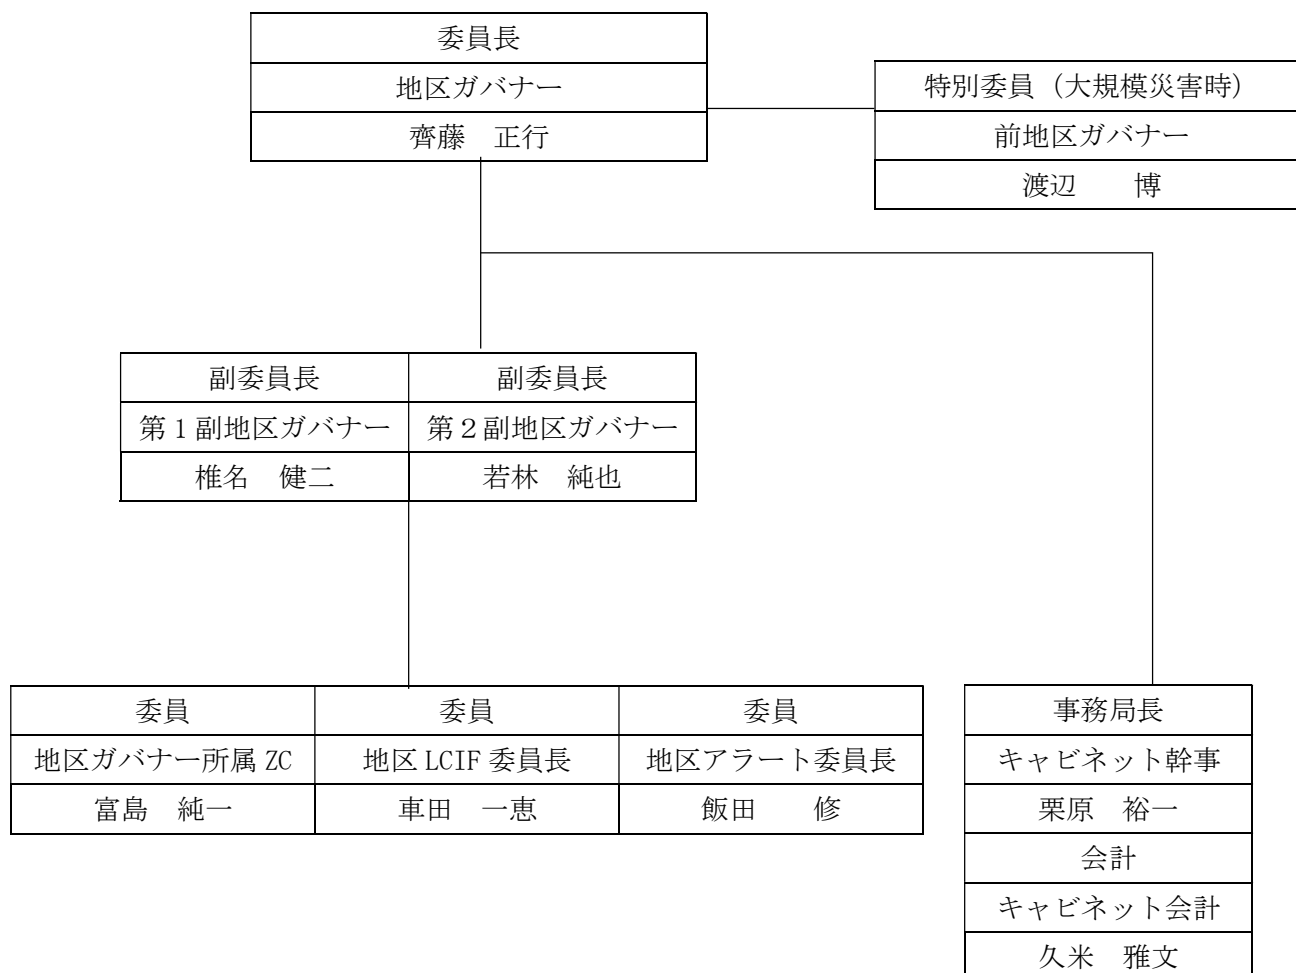 委員長
地区ガバナー
齊藤　正行
特別委員（大規模災害時）
前地区ガバナー
渡辺　　博
副委員長　副委員長
第1副地区ガバナー　第２副地区ガバナー
椎名　健二　若林　純也
委員　委員　委員
地区ガバナー所属 ZC　地区 LCIF 委員長　地区アラート委員長
富島　純一　車田　一恵　飯田　　修
事務局長
キャビネット幹事
栗原　裕一
会計
キャビネット会計
久米　雅文